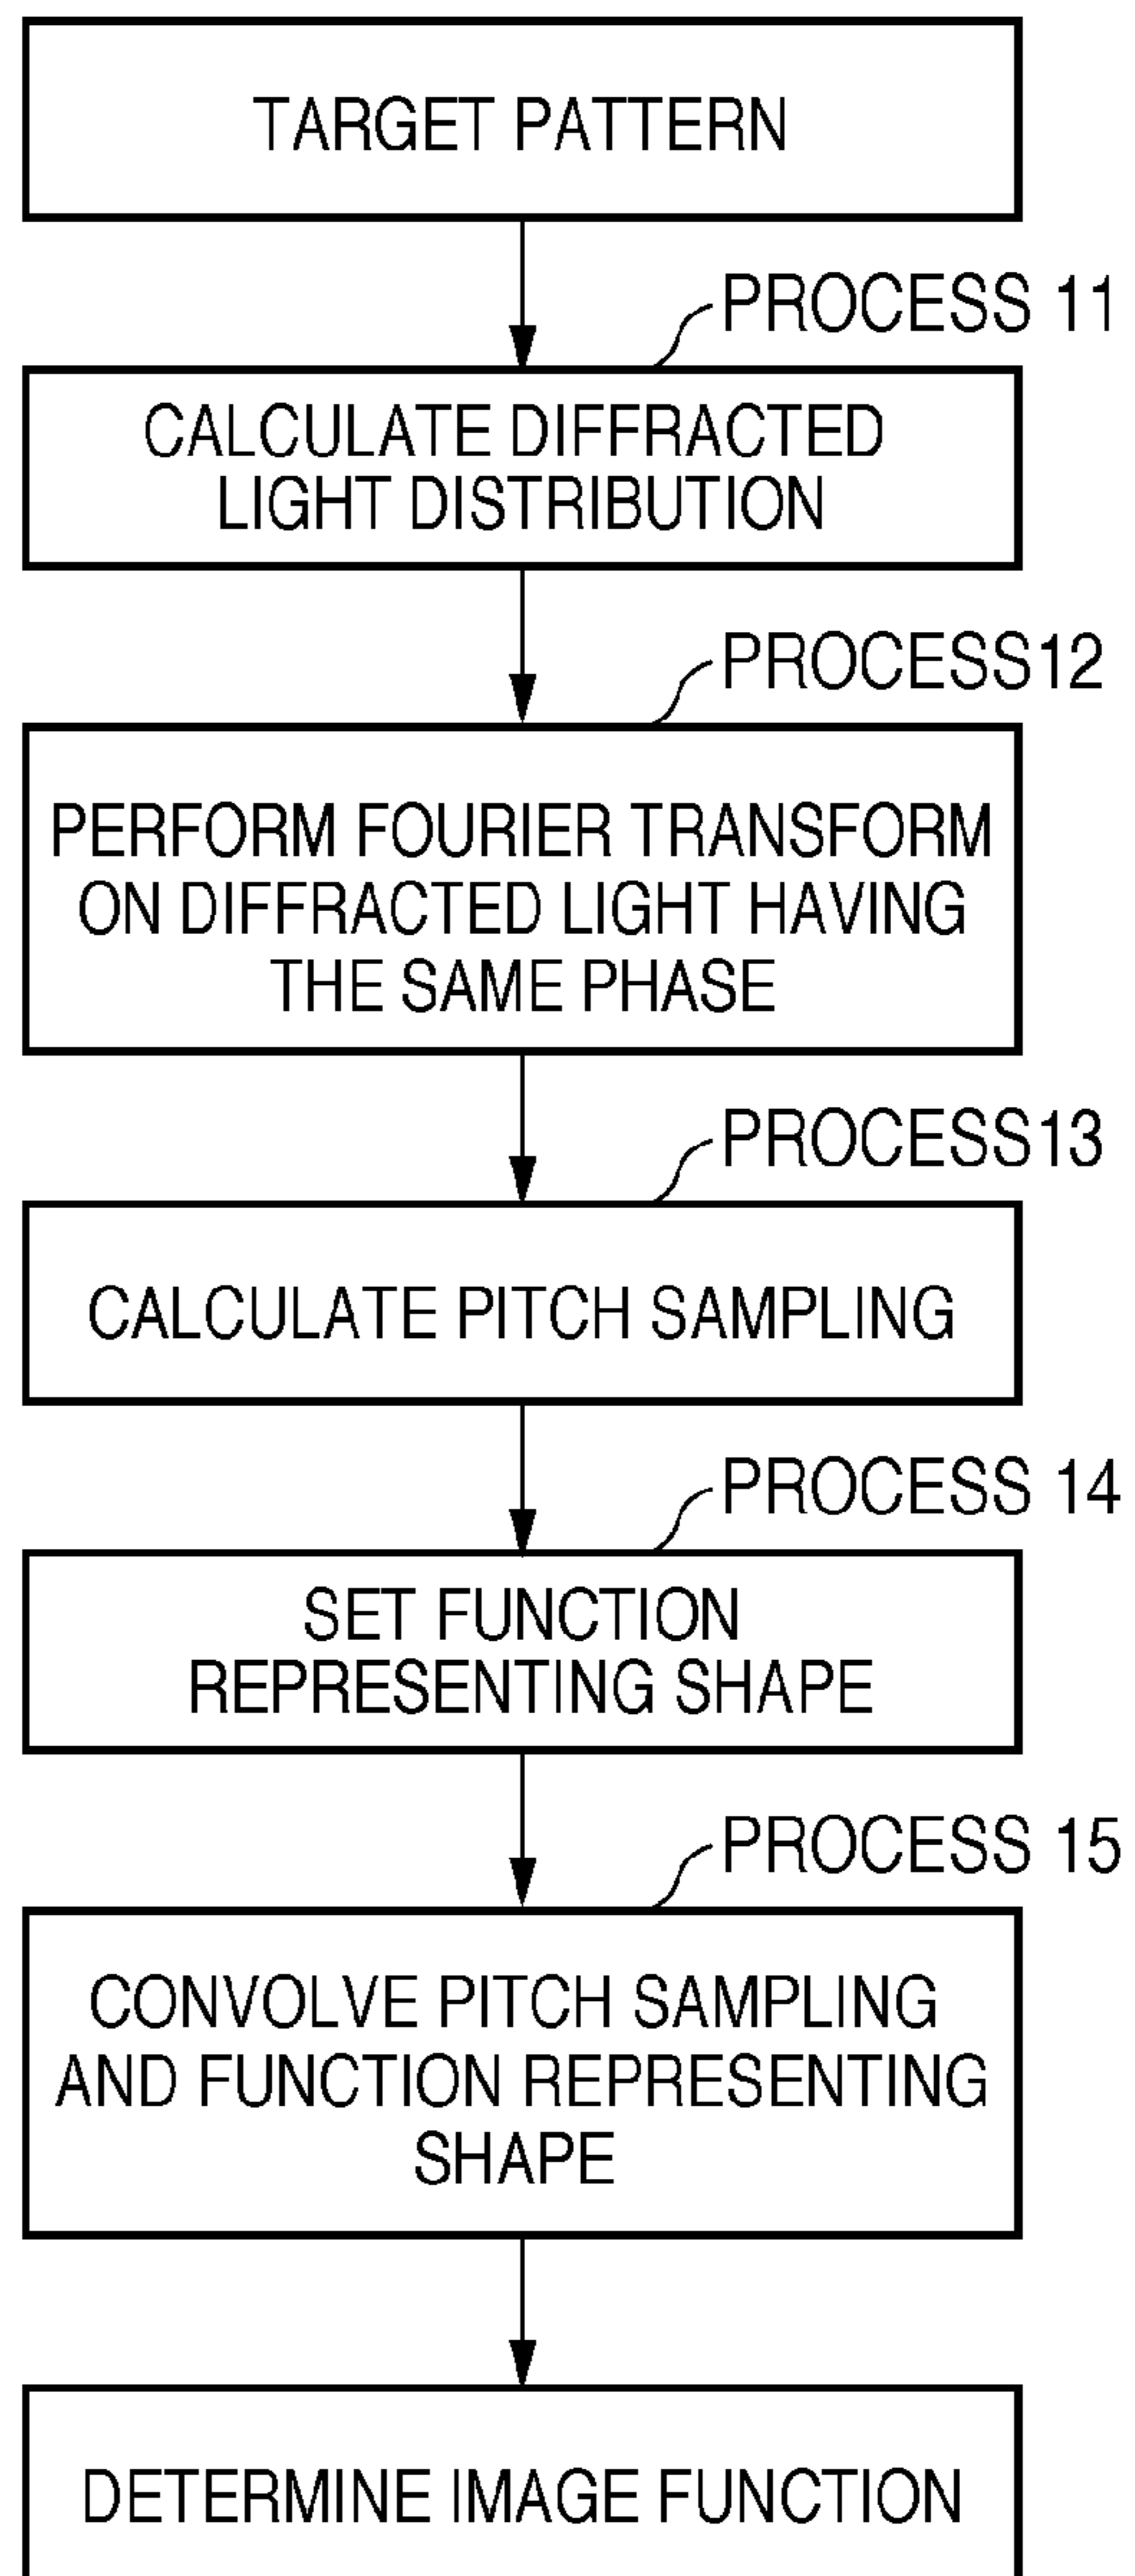 TARGET PATTERN
PROCESS 11
CALCULATE DIFFRACTED
LIGHT DISTRIBUTION
PROCESS12
PERFORM FOURIER TRANSFORM
ON DIFFRACTED LIGHT HAVING
THE SAME PHASE
PROCESS13
CALCULATE PITCH SAMPLING
PROCESS 14
SET FUNCTION
REPRESENTING SHAPE
PROCESS 15
CONVOLVE PITCH SAMPLING
AND FUNCTION REPRESENTING
SHAPE
DETERMINE IMAGE FUNCTION